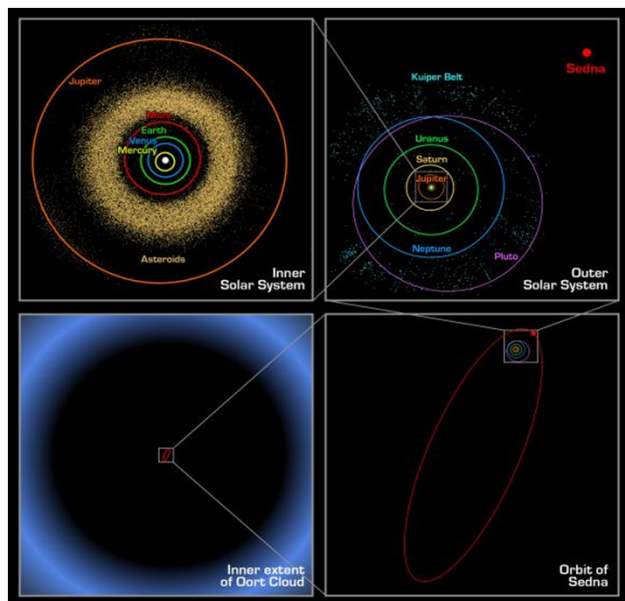 Jupiter
Mars
Earth
Venus
Mercury
Asteroids
Inner
Solar System
Sedna
Kuiper Belt
Uranus
Saturn
Jupiter
Neptune
Pluto
Outer
Solar System
Inner extent
of Oort Cloud
Orbit of
Sedna